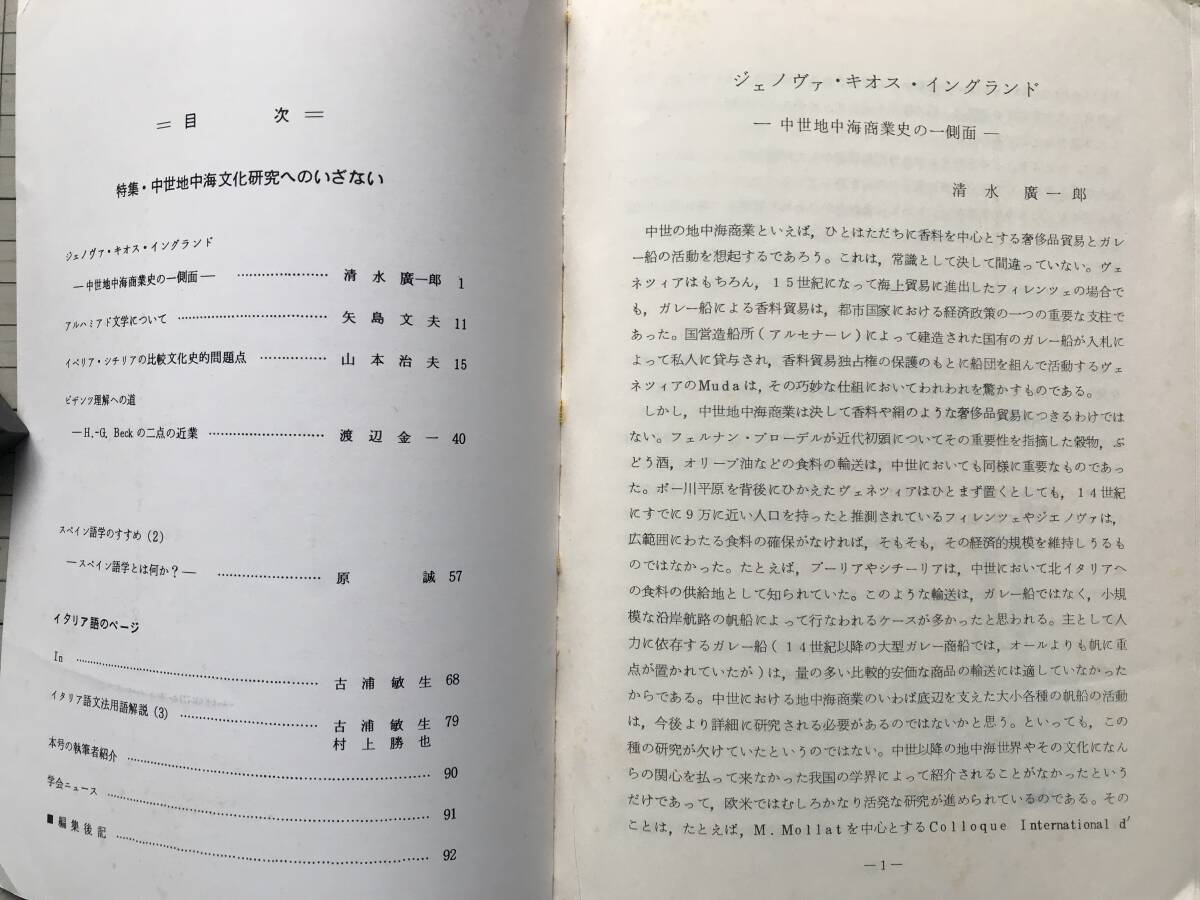 ＝目　次＝
特集・中世地中海文化研究へのいざない
ジェノヴァ・キオス・イングランド
―中世地中海商業史の一側面― …………………… 清水廣一郎 1
アルハミアド文学について …………………………… 矢島文夫 11
イベリア・シチリアの比較文化史的問題点 ………………… 山本治夫 15
ビザンツ理解への道
―H.-G. Beckの二点の近業 …………………………… 渡辺金一 40
スペイン語学のすすめ (2)
―スペイン語学とは何か？― ………………………… 原　誠 57
イタリア語のページ
In ………………………………………………… 古浦敏生 68
イタリア語文法用語解説 (3) …………………………… 古浦敏生 79
村上勝也
本号の執筆者紹介 ……………………………………… 90
学会ニュース …………………………………………… 91
■編集後記 ……………………………………………… 92
ジェノヴァ・キオス・イングランド
― 中世地中海商業史の一側面 ―
清水　廣一郎
中世の地中海商業といえば，ひとはただちに香料を中心とする奢侈品貿易とガレ
ー船の活動を想起するであろう。これは，常識として決して間違っていない。ヴェ
ネツィアはもちろん，15世紀になって海上貿易に進出したフィレンツェの場合で
も，ガレー船による香料貿易は，都市国家における経済政策の一つの重要な支柱で
あった。国営造船所（アルセナーレ）によって建造された国有のガレー船が入札に
よって私人に貸与され，香料貿易独占権の保護のもとに船団を組んで活動するヴェ
ネツィアのMudaは，その巧妙な仕組においてわれわれを驚かすものである。
しかし，中世地中海商業は決して香料や絹のような奢侈品貿易につきるわけでは
ない。フェルナン・ブローデルが近代初頭についてその重要性を指摘した穀物，ぶ
どう酒，オリーブ油などの食料の輸送は，中世においても同様に重要なものであっ
た。ポー川平原を背後にひかえたヴェネツィアはひとまず置くとしても，14世紀
にすでに9万に近い人口を持ったと推測されているフィレンツェやジエノヴァは，
広範囲にわたる食料の確保がなければ，そもそも，その経済的規模を維持しうるも
のではなかった。たとえば，プーリアやシチーリアは，中世において北イタリアへ
の食料の供給地として知られていた。このような輸送は，ガレー船ではなく，小規
模な沿岸航路の帆船によって行なわれるケースが多かったと思われる。主として人
力に依存するガレー船（14世紀以降の大型ガレー商船では，オールよりも帆に重
点が置かれていたが）は，量の多い比較的安価な商品の輸送には適していなかった
からである。中世における地中海商業のいわば底辺を支えた大小各種の帆船の活動
は，今後より詳細に研究される必要があるのではないかと思う。といっても，この
種の研究が欠けていたというのではない。中世以降の地中海世界やその文化になん
らの関心を払って来なかった我国の学界によって紹介されることがなかったという
だけであって，欧米ではむしろかなり活発な研究が進められているのである。その
ことは，たとえば，M．Mollatを中心とするColloque International d'
―1―